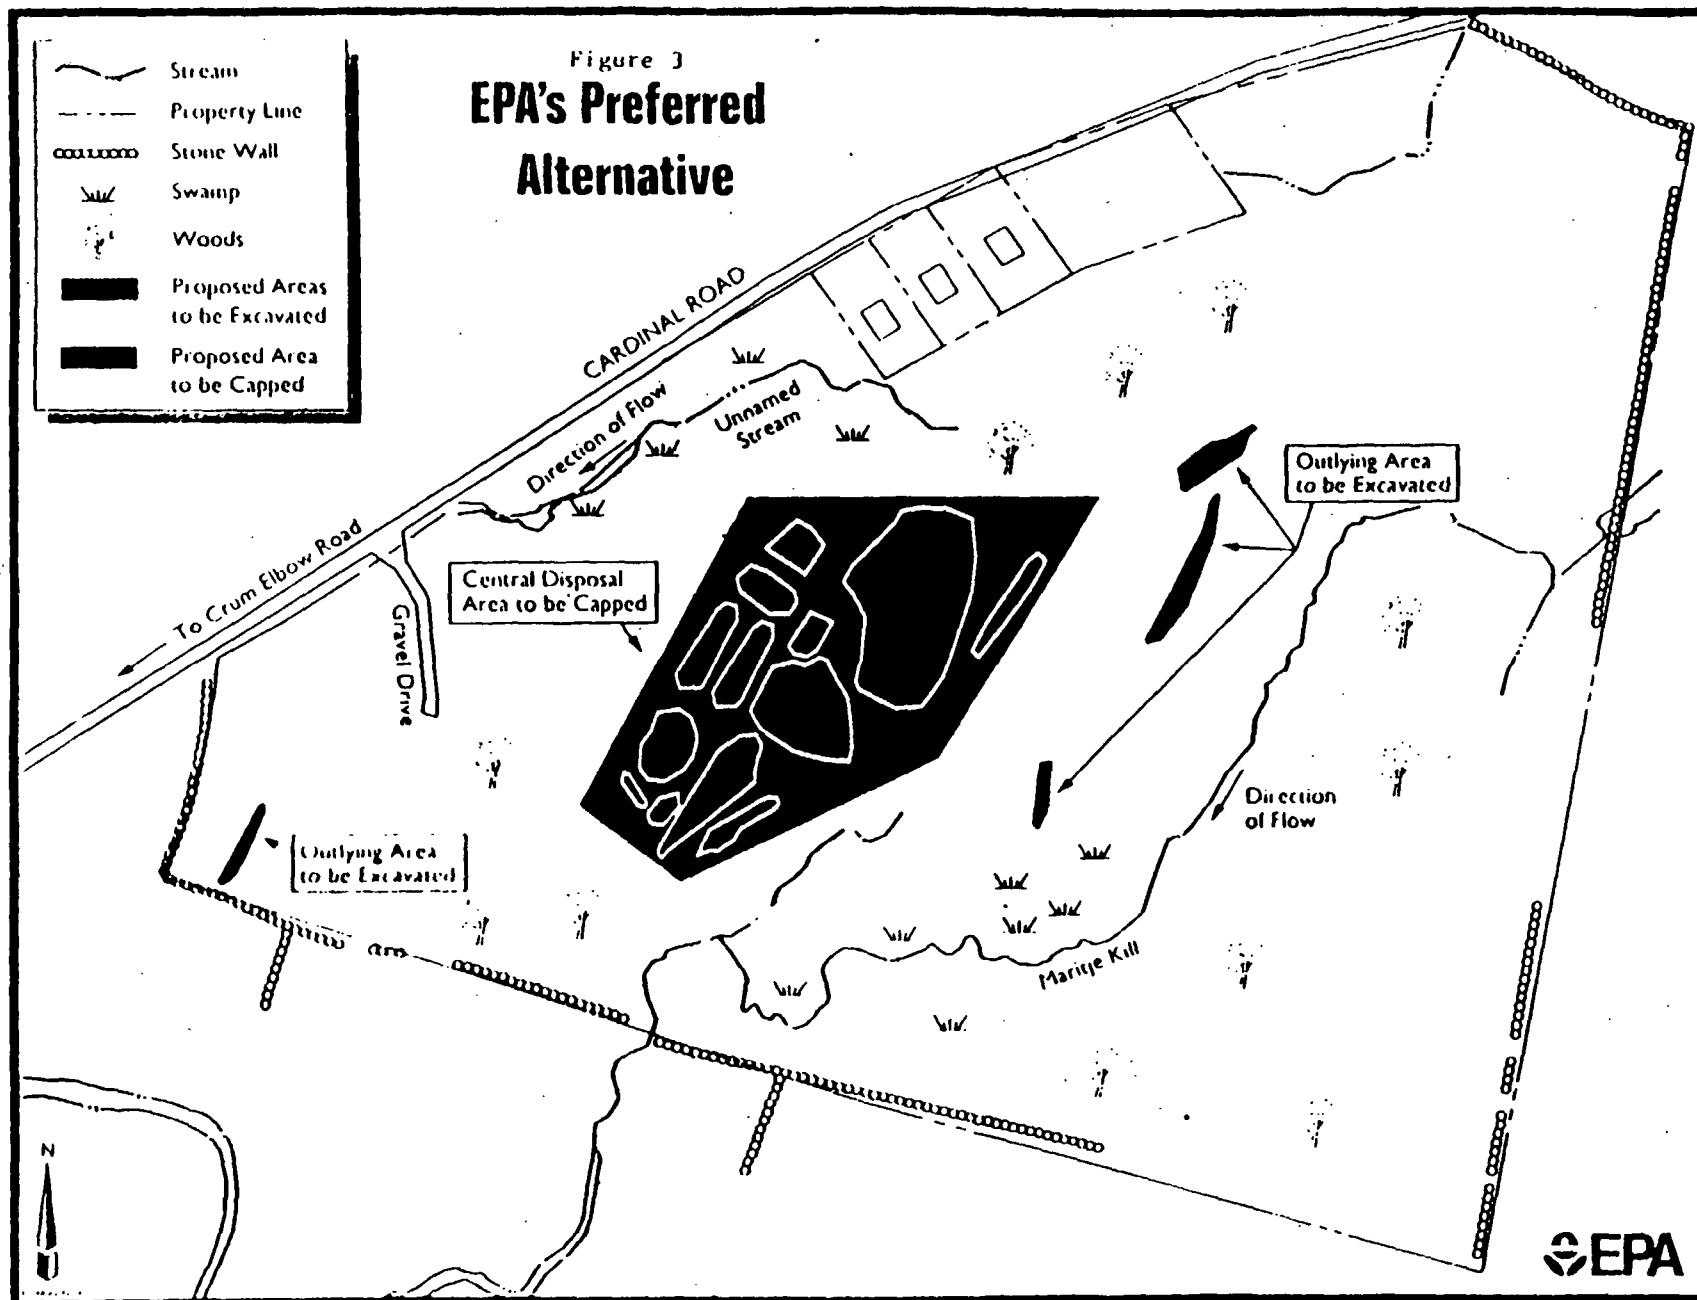 Figure 3
EPA's Preferred
Alternative
Stream
Property Line
Stone Wall
Swamp
Woods
Proposed Areas
to be Excavated
Proposed Area
to be Capped
CARDINAL ROAD
Direction of Flow
Unnamed
Stream
To Crum Elbow Road
Gravel Drive
Central Disposal
Area to be Capped
Outlying Area
to be Excavated
Outlying Area
to be Excavated
Direction
of Flow
Maritje Kill
N
EPA